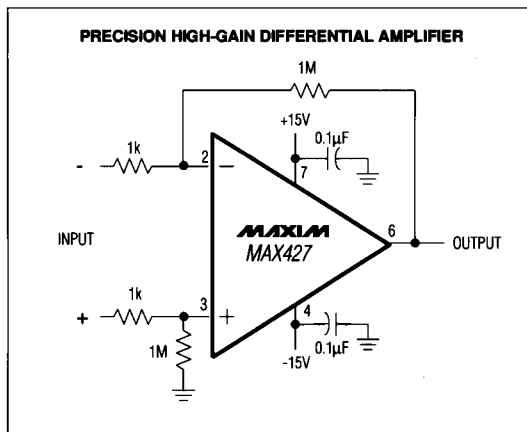 PRECISION HIGH-GAIN DIFFERENTIAL AMPLIFIER
1M
+15V
0.1µF
1k
2
7
-
−
INPUT
MAXIM
MAX427
6
OUTPUT
1k
3
+
+
4
1M
-15V
0.1µF